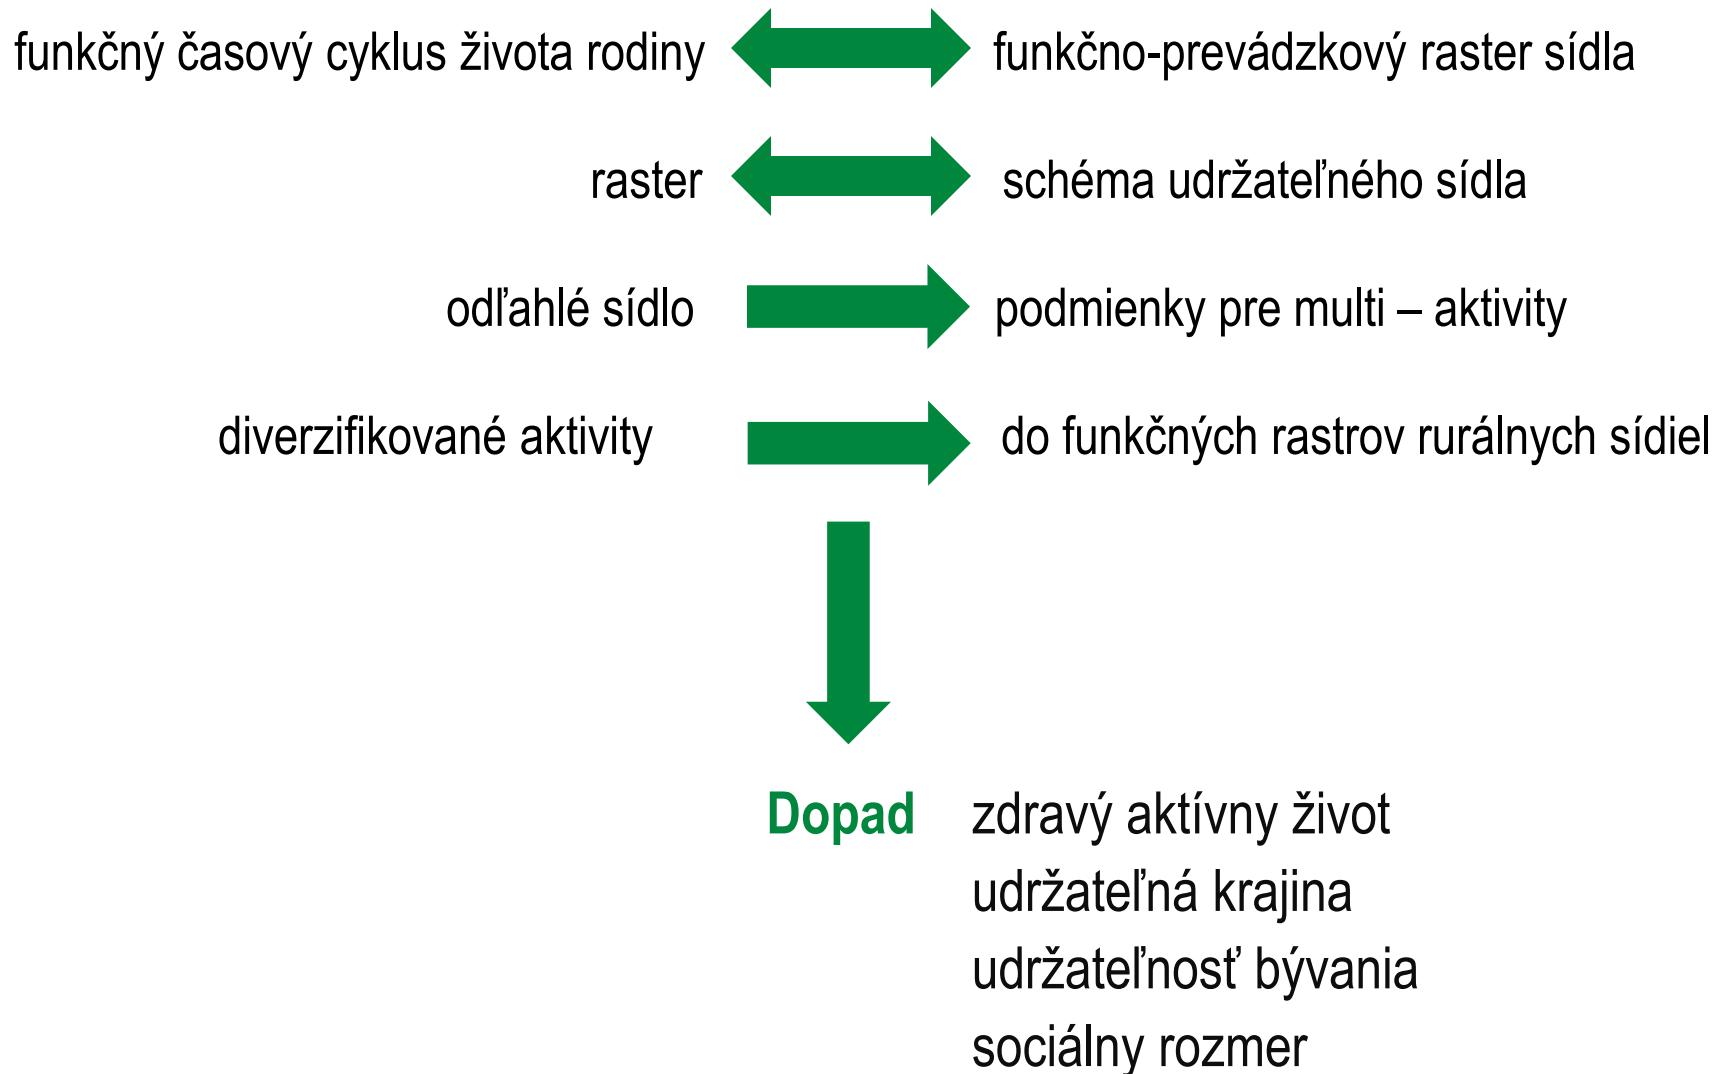 funkčný časový cyklus života rodiny funkčno-prevádzkový raster sídla
raster schéma udržateľného sídla
odľahlé sídlo podmienky pre multi – aktivity
diverzifikované aktivity do funkčných rastrov rurálnych sídiel
Dopad zdravý aktívny život
udržateľná krajina
udržateľnosť bývania
sociálny rozmer